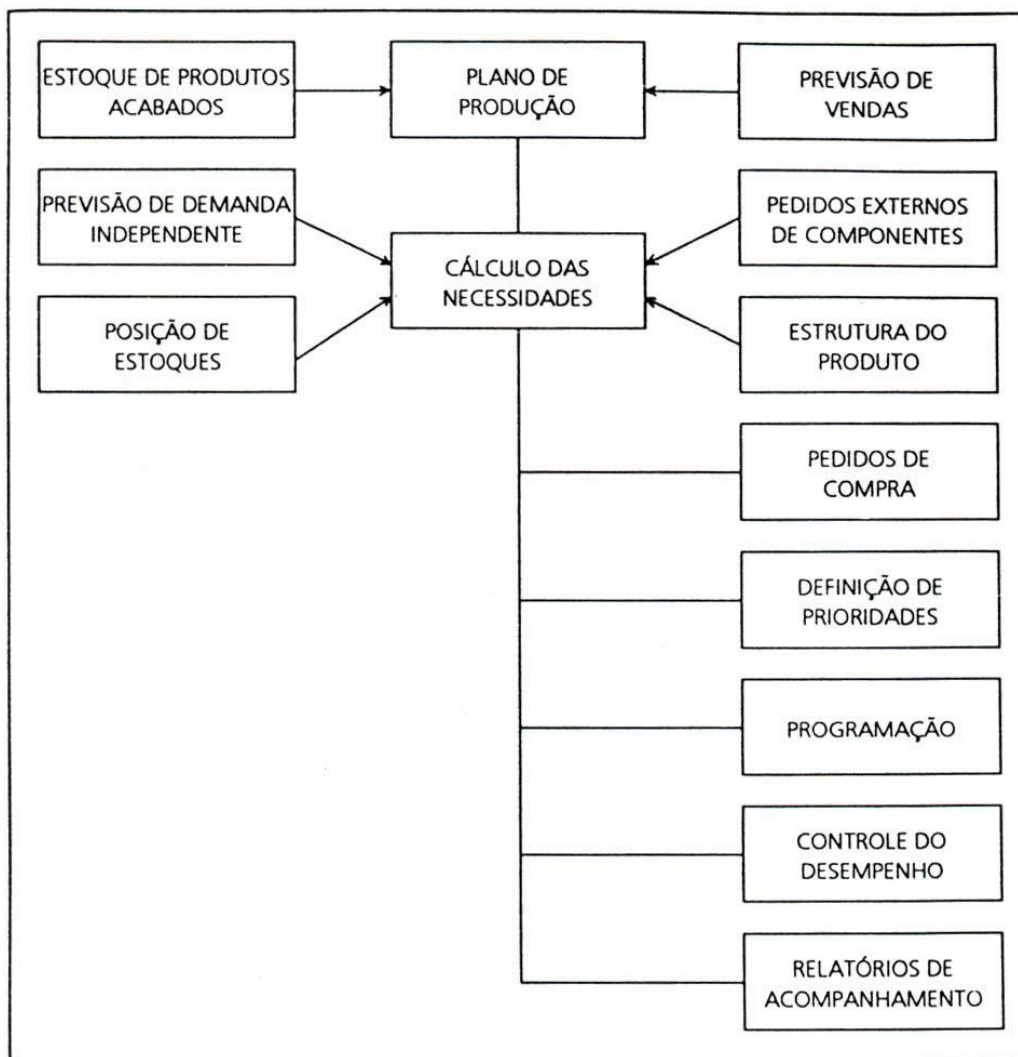 ESTOQUE DE PRODUTOS
ACABADOS
PLANO DE
PRODUÇÃO
PREVISÃO DE
VENDAS
PREVISÃO DE DEMANDA
INDEPENDENTE
PEDIDOS EXTERNOS
DE COMPONENTES
CÁLCULO DAS
NECESSIDADES
POSIÇÃO DE
ESTOQUES
ESTRUTURA DO
PRODUTO
PEDIDOS DE
COMPRA
DEFINIÇÃO DE
PRIORIDADES
PROGRAMAÇÃO
CONTROLE DO
DESEMPENHO
RELATÓRIOS DE
ACOMPANHAMENTO